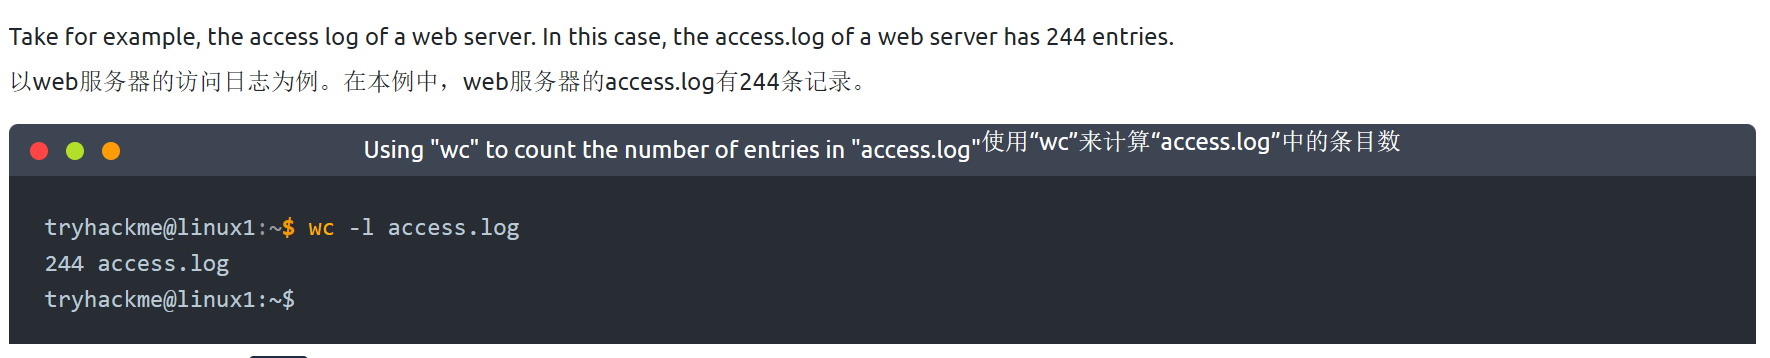 Take for example, the access log of a web server. In this case, the access.log of a web server has 244 entries.
以web服务器的访问日志为例。在本例中，web服务器的access.log有244条记录。
Using "wc" to count the number of entries in "access.log"使用“wc”来计算“access.log”中的条目数
tryhackme@linux1:~$ wc -l access.log
244 access.log
tryhackme@linux1:~$